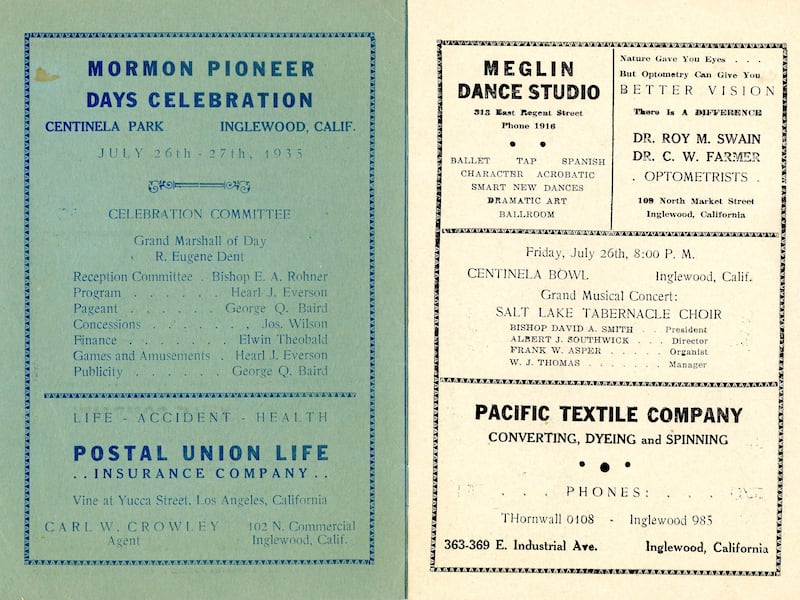 MORMON PIONEER
DAYS CELEBRATION
CENTINELA PARK INGLEWOOD, CALIF.
JULY 26th - 27th, 1935
CELEBRATION COMMITTEE
Grand Marshall of Day
R. Eugene Dent
Reception Committee . Bishop E. A. Rohner
Program . . . . . . Hearl J. Everson
Pageant . . . . . . George Q. Baird
Concessions . . . . . . . Jos. Wilson
Finance . . . . . . Elwin Theobald
Games and Amusements . Hearl J. Everson
Publicity . . . . . . George Q. Baird
LIFE - ACCIDENT - HEALTH
POSTAL UNION LIFE
. . INSURANCE COMPANY . .
Vine at Yucca Street, Los Angeles, California
CARL W. CROWLEY 102 N. Commercial
Agent Inglewood, Calif.
MEGLIN
DANCE STUDIO
313 East Regent Street
Phone 1916
BALLET TAP SPANISH
CHARACTER ACROBATIC
SMART NEW DANCES
DRAMATIC ART
BALLROOM
Nature Gave You Eyes . . .
But Optometry Can Give You
BETTER VISION
There Is A DIFFERENCE
DR. ROY M. SWAIN
DR. C. W. FARMER
. OPTOMETRISTS .
109 North Market Street
Inglewood, California
Friday, July 26th, 8:00 P. M.
CENTINELA BOWL Inglewood, Calif.
Grand Musical Concert:
SALT LAKE TABERNACLE CHOIR
BISHOP DAVID A. SMITH . . . President
ALBERT J. SOUTHWICK . . . Director
FRANK W. ASPER . . . . . . Organist
W. J. THOMAS . . . . . . . Manager
PACIFIC TEXTILE COMPANY
CONVERTING, DYEING and SPINNING
. . . PHONES: . . .
THornwall 0108 - Inglewood 985
363-369 E. Industrial Ave. Inglewood, California